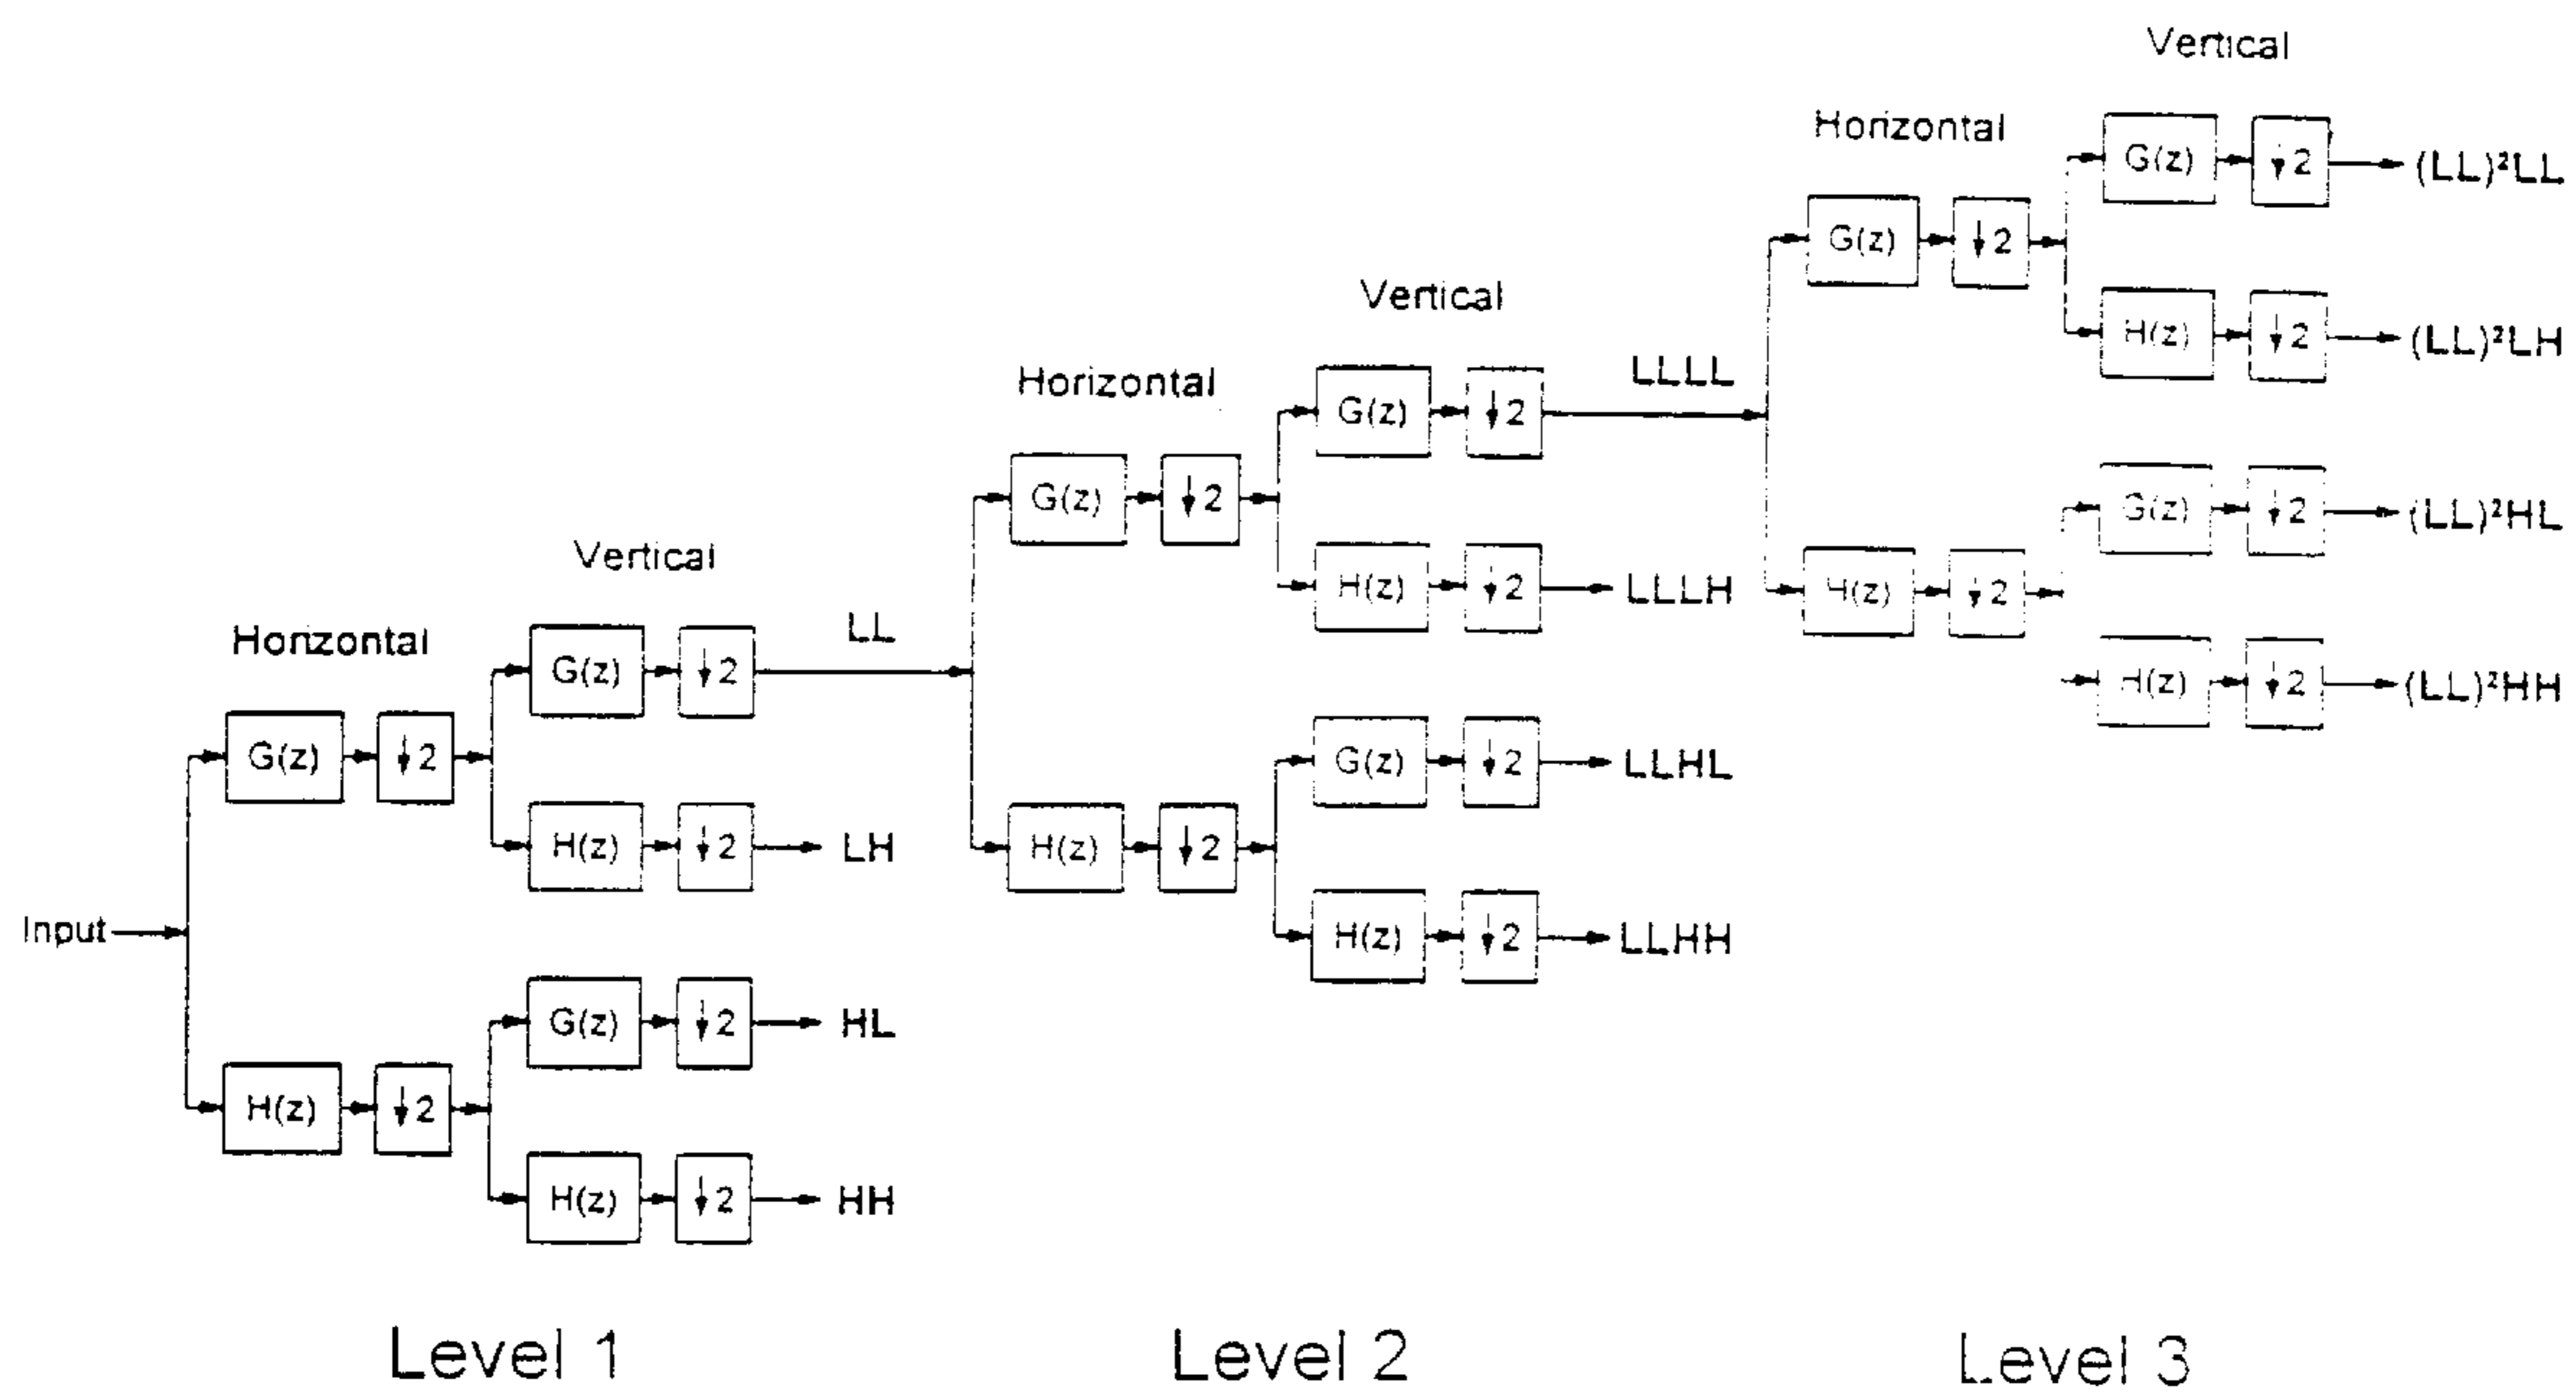 Vertical
Horizontal
G(z) ↓2 (LL)²LL
G(z) ↓2
Vertical
H(z) ↓2 (LL)²LH
Horizontal
G(z) ↓2 LLLL
G(z) ↓2
G(z) ↓2 (LL)²HL
Vertical
H(z) ↓2 LLLH
H(z) ↓2
Horizontal
G(z) ↓2 LL
H(z) ↓2 (LL)²HH
G(z) ↓2
G(z) ↓2 LLHL
H(z) ↓2 LH
H(z) ↓2
Input
H(z) ↓2 LLHH
G(z) ↓2 HL
H(z) ↓2
H(z) ↓2 HH
Level 1
Level 2
Level 3